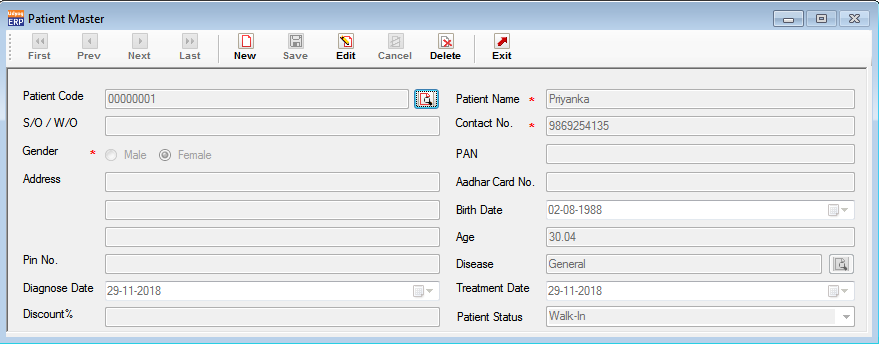 Udyog ERP Patient Master
First Prev Next Last New Save Edit Cancel Delete Exit
Patient Code 00000001 Patient Name * Priyanka
S/O / W/O Contact No. * 9869254135
Gender * Male Female PAN
Address Aadhar Card No.
Birth Date 02-08-1988
Age 30.04
Pin No. Disease General
Diagnose Date 29-11-2018 Treatment Date 29-11-2018
Discount% Patient Status Walk-In